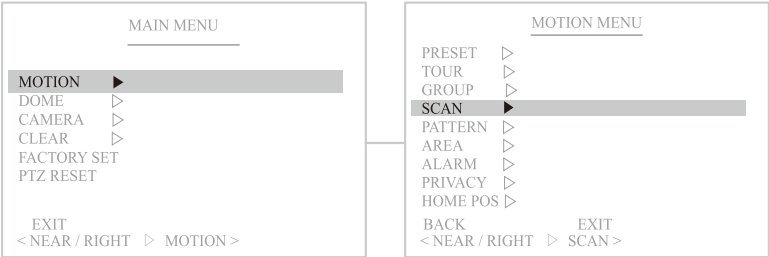 MAIN MENU
MOTION ▶
DOME ▷
CAMERA ▷
CLEAR ▷
FACTORY SET
PTZ RESET
EXIT
< NEAR / RIGHT ▷ MOTION >
MOTION MENU
PRESET ▷
TOUR ▷
GROUP ▷
SCAN ▶
PATTERN ▷
AREA ▷
ALARM ▷
PRIVACY ▷
HOME POS ▷
BACK EXIT
< NEAR / RIGHT ▷ SCAN >